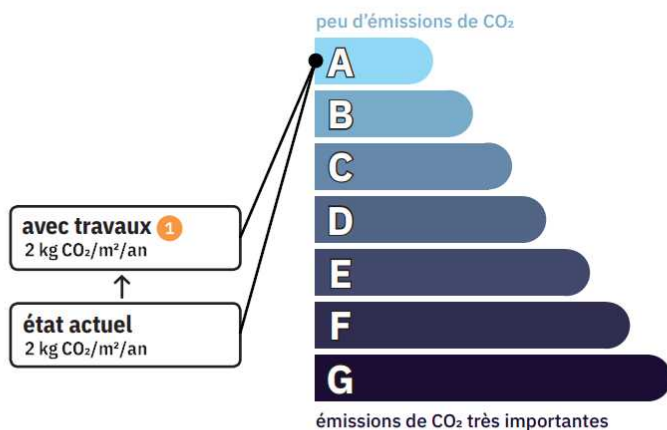 peu d'émissions de CO₂
A
B
C
D
E
F
G
émissions de CO₂ très importantes
avec travaux 1
2 kg CO₂/m²/an
↑
état actuel
2 kg CO₂/m²/an